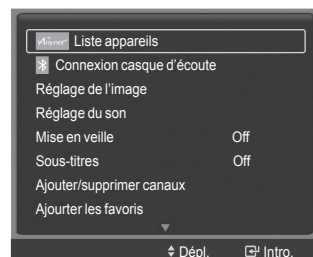 Anynet+ Liste appareils
Connexion casque d'écoute
Réglage de l'image
Réglage du son
Mise en veille Off
Sous-titres Off
Ajouter/supprimer canaux
Ajourter les favoris
Dépl. Intro.